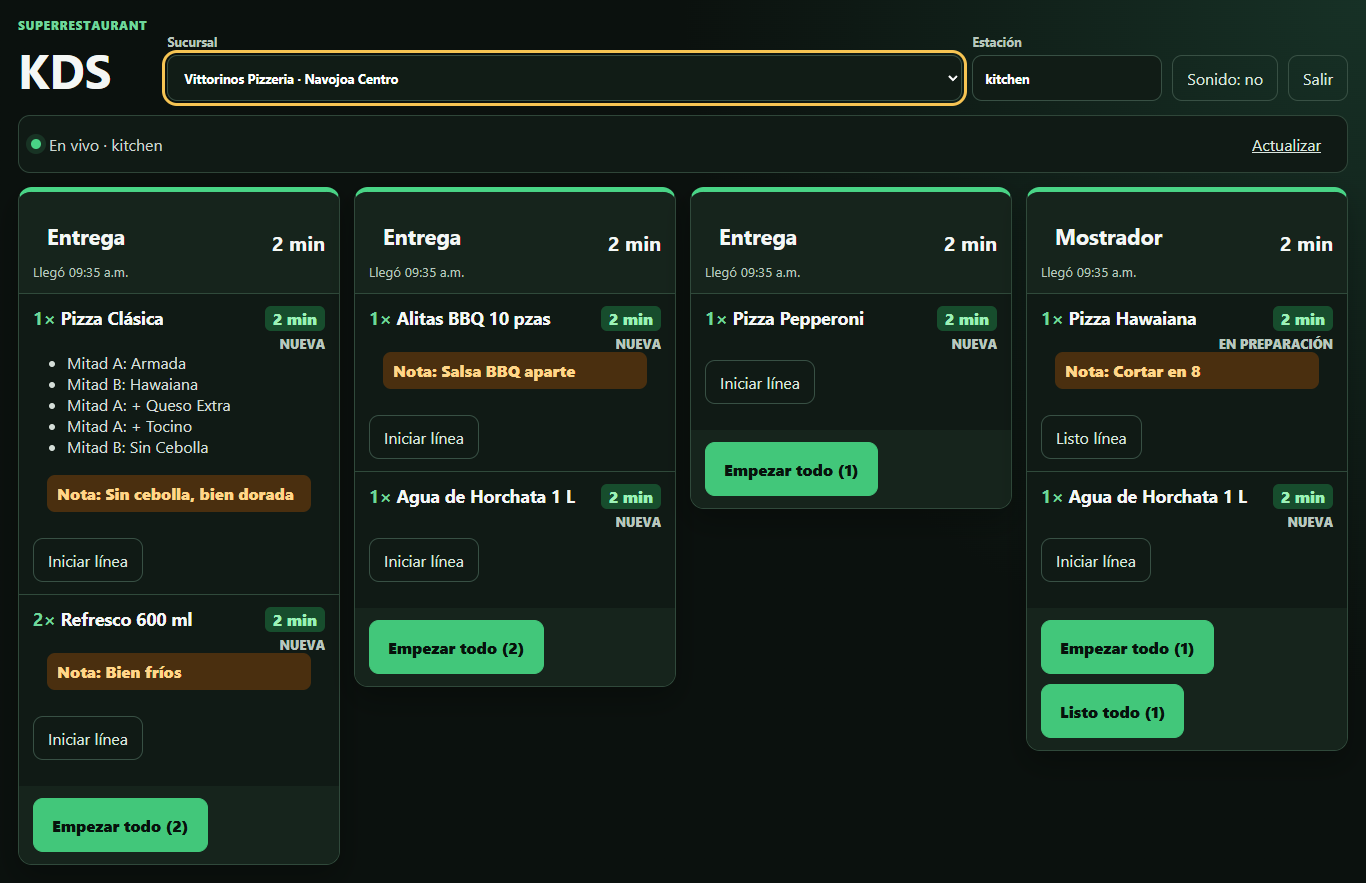 SUPERRESTAURANT
KDS
Sucursal
Vittorinos Pizzeria · Navojoa Centro
Estación
kitchen
Sonido: no
Salir
En vivo · kitchen
Actualizar
Entrega
2 min
Llegó 09:35 a.m.
1× Pizza Clásica
2 min
NUEVA
Mitad A: Armada
Mitad B: Hawaiana
Mitad A: + Queso Extra
Mitad A: + Tocino
Mitad B: Sin Cebolla
Nota: Sin cebolla, bien dorada
Iniciar línea
2× Refresco 600 ml
2 min
NUEVA
Nota: Bien fríos
Iniciar línea
Empezar todo (2)
Entrega
2 min
Llegó 09:35 a.m.
1× Alitas BBQ 10 pzas
2 min
NUEVA
Nota: Salsa BBQ aparte
Iniciar línea
1× Agua de Horchata 1 L
2 min
NUEVA
Iniciar línea
Empezar todo (2)
Entrega
2 min
Llegó 09:35 a.m.
1× Pizza Pepperoni
2 min
NUEVA
Iniciar línea
Empezar todo (1)
Mostrador
2 min
Llegó 09:35 a.m.
1× Pizza Hawaiana
2 min
EN PREPARACIÓN
Nota: Cortar en 8
Listo línea
1× Agua de Horchata 1 L
2 min
NUEVA
Iniciar línea
Empezar todo (1)
Listo todo (1)